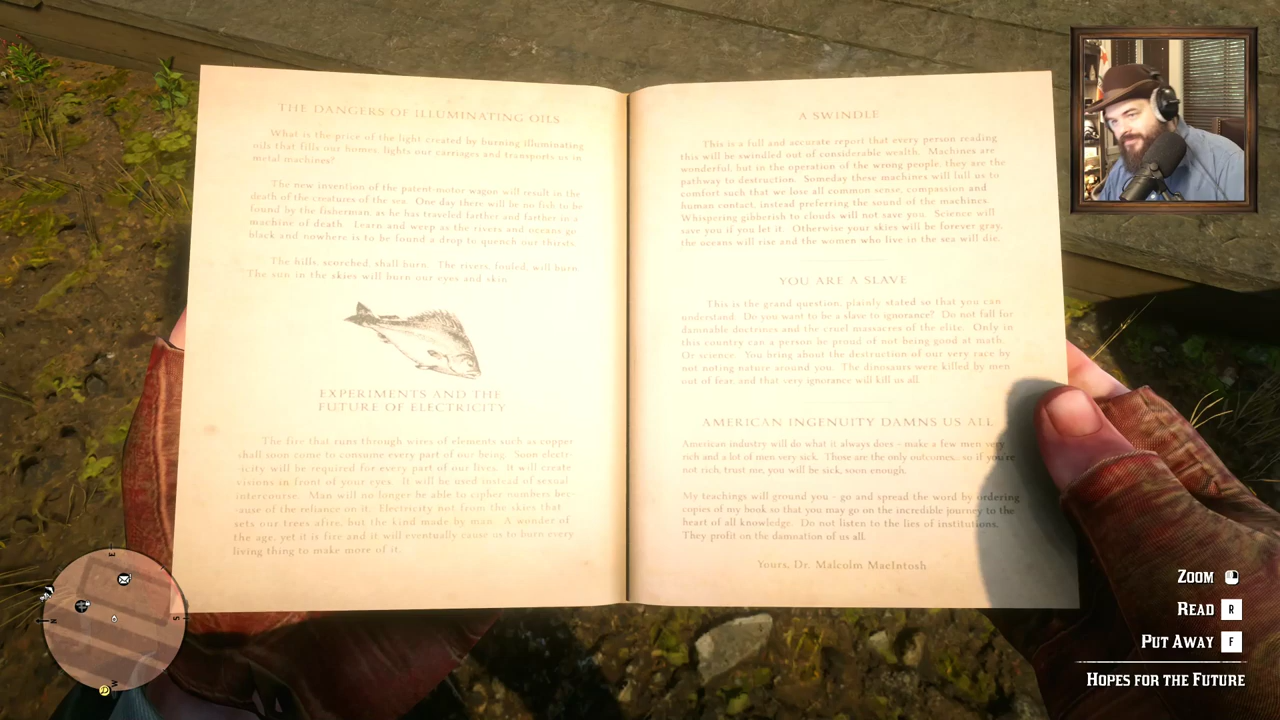 THE DANGERS OF ILLUMINATING OILS
What is the price of the light created by burning illuminating
oils that fills our homes, lights our carriages and transports us in
metal machines?
The new invention of the patent motor wagon will result in the
death of the creatures of the sea. One day there will be no fish to be
found by the fisherman, as he has traveled farther and farther in a
machine of death. Learn and weep as the rivers and oceans go
black and nowhere is to be found a drop to quench our thirsts.
The hills, scorched, shall burn. The rivers, fouled, will burn.
The sun in the skies will burn our eyes and skin.
EXPERIMENTS AND THE
FUTURE OF ELECTRICITY
The fire that runs through wires of elements such as copper
shall soon come to consume every part of our being. Soon electr-
-icity will be required for every part of our lives. It will create
visions in front of your eyes. It will be used instead of sexual
intercourse. Man will no longer be able to cipher numbers bec-
-ause of the reliance on it. Electricity not from the skies that
sets our trees afire, but the kind made by man. A wonder of
the age, yet it is fire and it will eventually cause us to burn every
living thing to make more of it.
A SWINDLE
This is a full and accurate report that every person reading
this will be swindled out of considerable wealth. Machines are
wonderful, but in the operation of the wrong people, they are the
pathway to destruction. Someday these machines will lull us to
comfort such that we lose all common sense, compassion and
human contact, instead preferring the sound of the machines.
Whispering gibberish to clouds will not save you. Science will
save you if you let it. Otherwise your skies will be forever gray,
the oceans will rise and the women who live in the sea will die.
YOU ARE A SLAVE
This is the grand question, plainly stated so that you can
understand. Do you want to be a slave to ignorance? Do not fall for
damnable doctrines and the cruel massacres of the elite. Only in
this country can a person be proud of not being good at math.
Or science. You bring about the destruction of our very race by
not noting nature around you. The dinosaurs were killed by men
out of fear, and that very ignorance will kill us all.
AMERICAN INGENUITY DAMNS US ALL
American industry will do what it always does - make a few men very
rich and a lot of men very sick. Those are the only outcomes, so if you're
not rich, trust me, you will be sick, soon enough.
My teachings will ground you - go and spread the word by ordering
copies of my book so that you may go on the incredible journey to the
heart of all knowledge. Do not listen to the lies of institutions.
They profit on the damnation of us all.
Yours, Dr. Malcolm MacIntosh
E
N
S
W
ZOOM
READ R
PUT AWAY F
HOPES FOR THE FUTURE